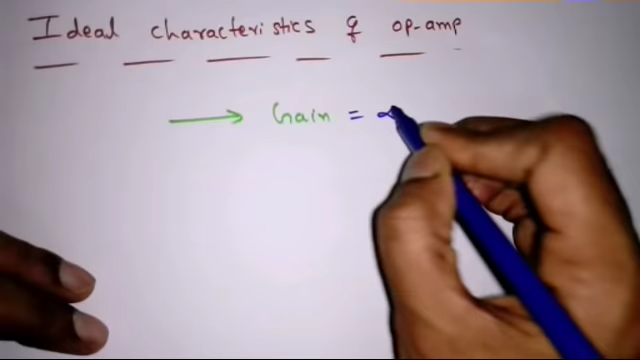 Ideal characteristics of op-amp
→ Gain = ∝